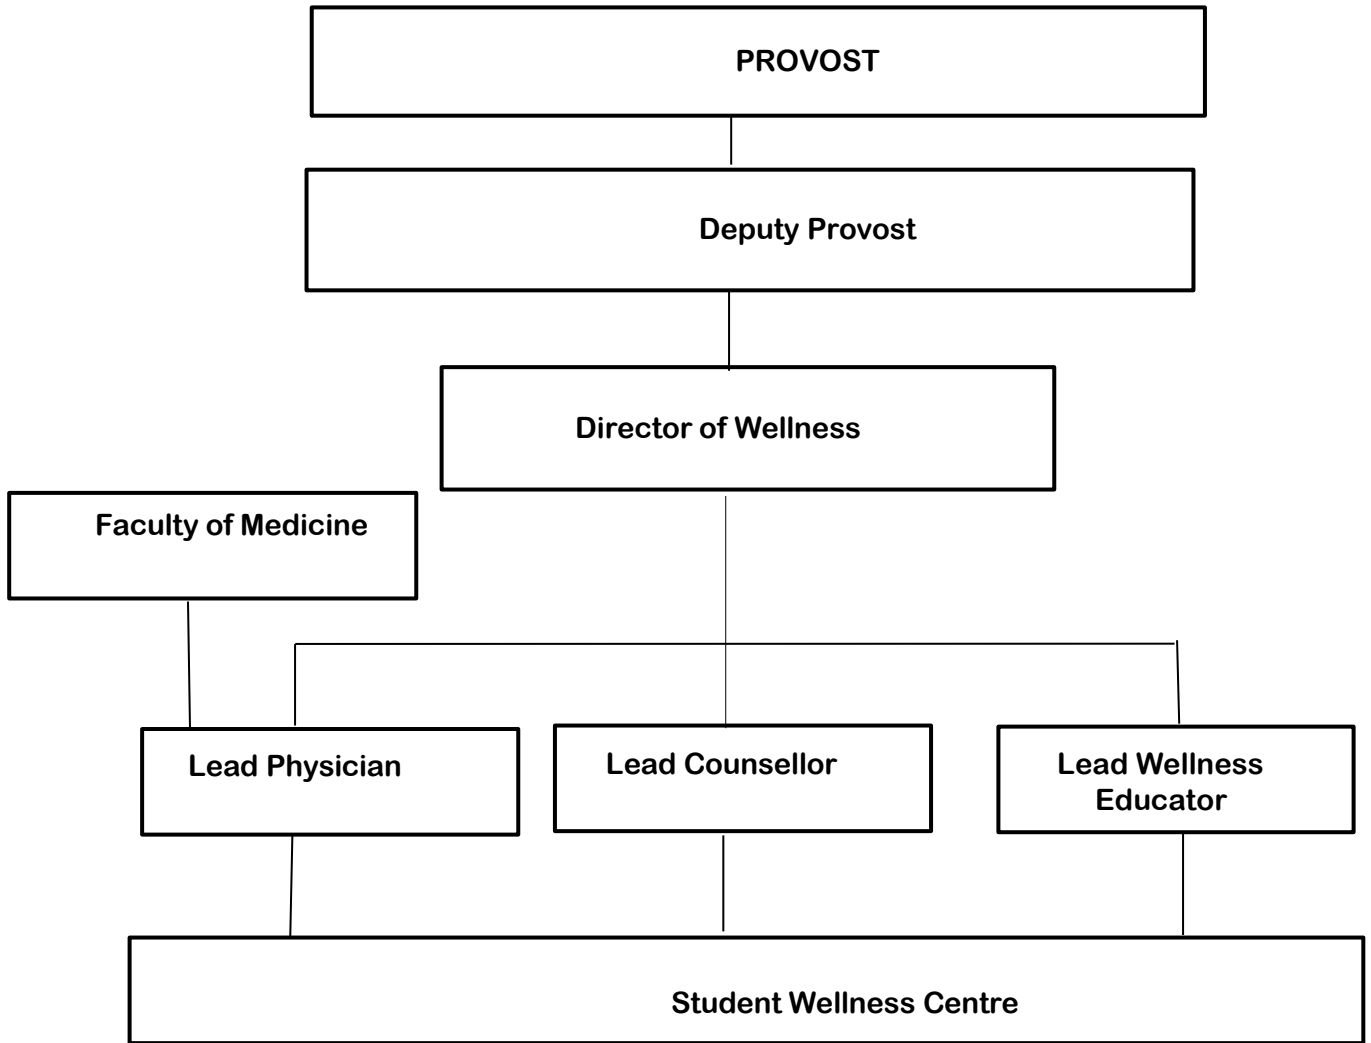 PROVOST
Deputy Provost
Director of Wellness
Faculty of Medicine
Lead Physician
Lead Counsellor
Lead Wellness
Educator
Student Wellness Centre